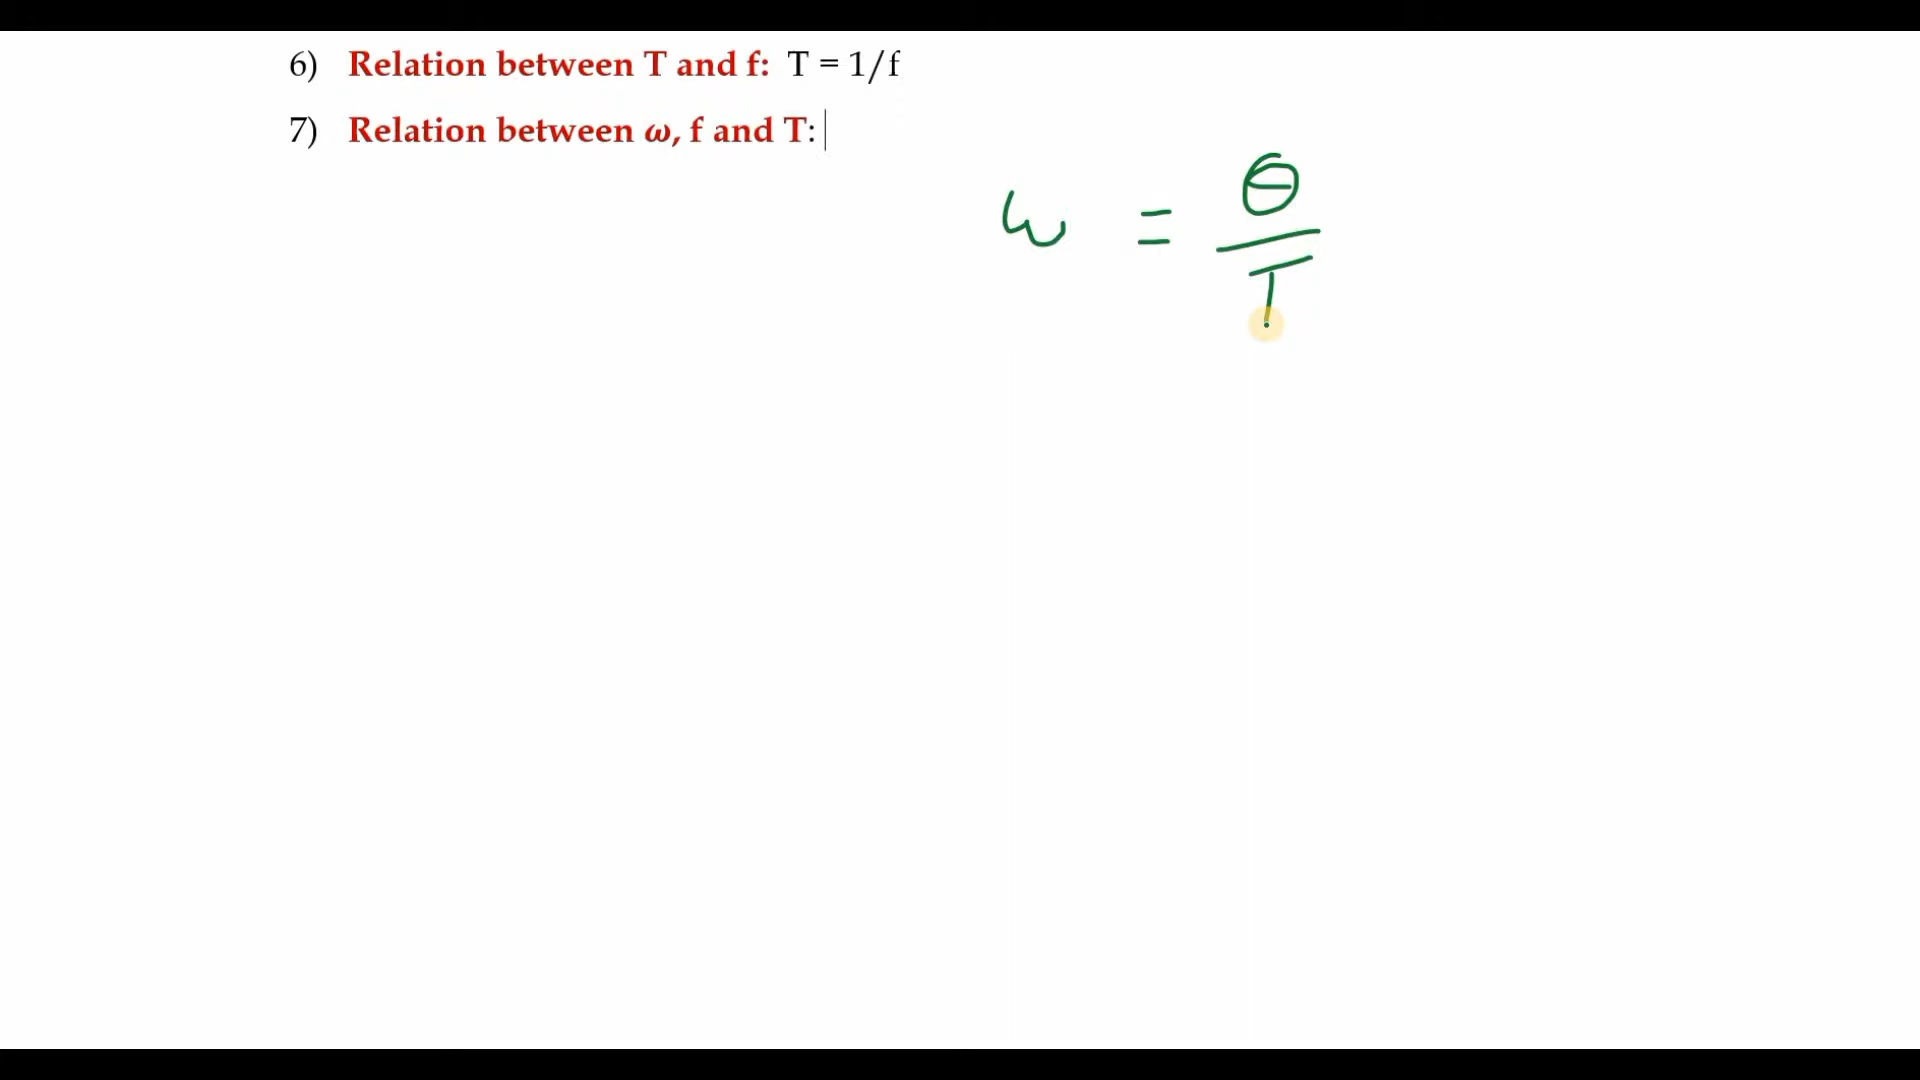 6) Relation between T and f: T = 1/f
7) Relation between ω, f and T:
ω = θ/T